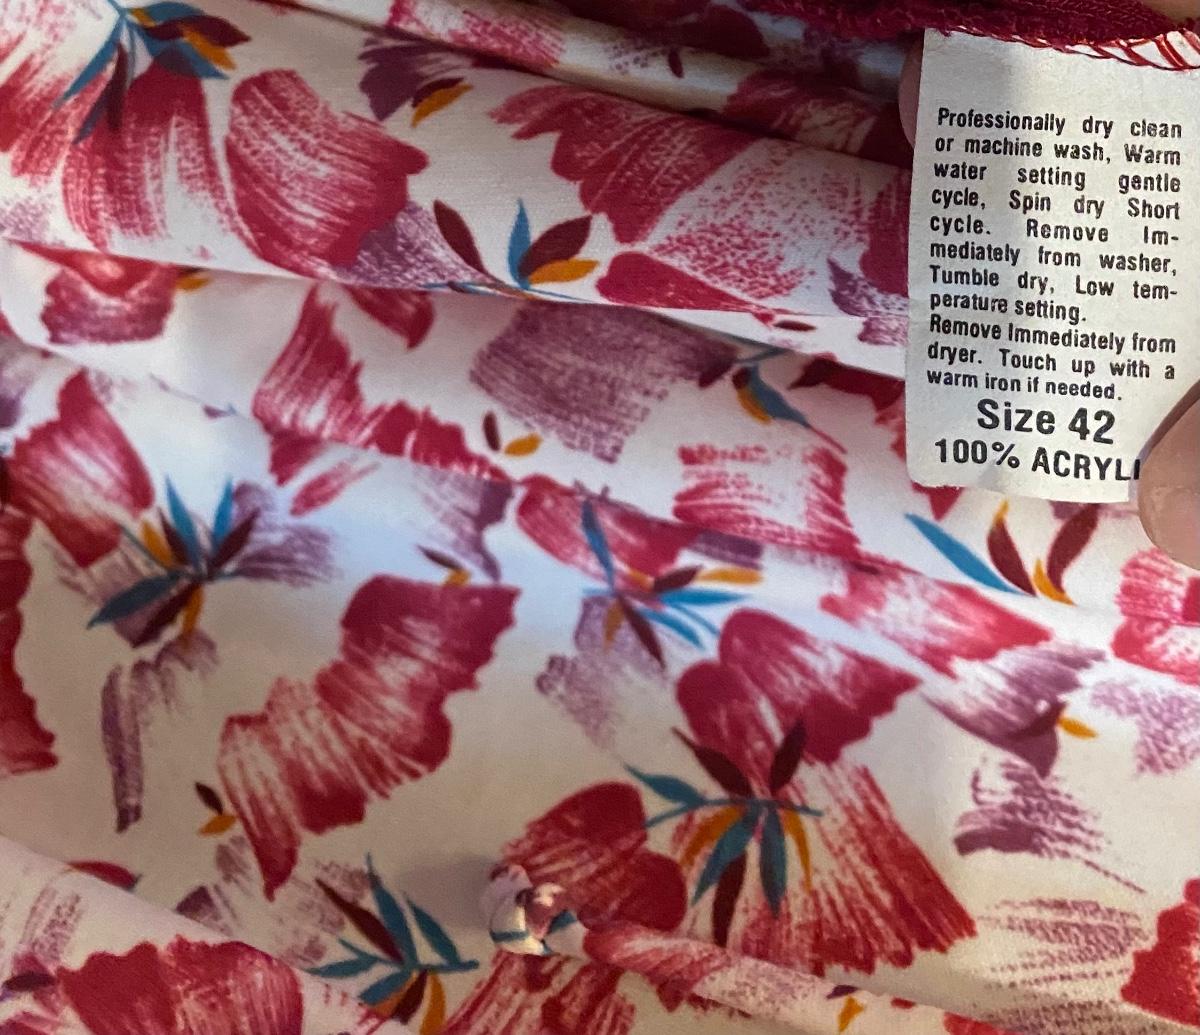 Professionally dry clean
or machine wash, Warm
water setting gentle
cycle, Spin dry Short
cycle. Remove Im-
mediately from washer,
Tumble dry, Low tem-
perature setting.
Remove Immediately from
dryer. Touch up with a
warm iron if needed.
Size 42
100% ACRYLI